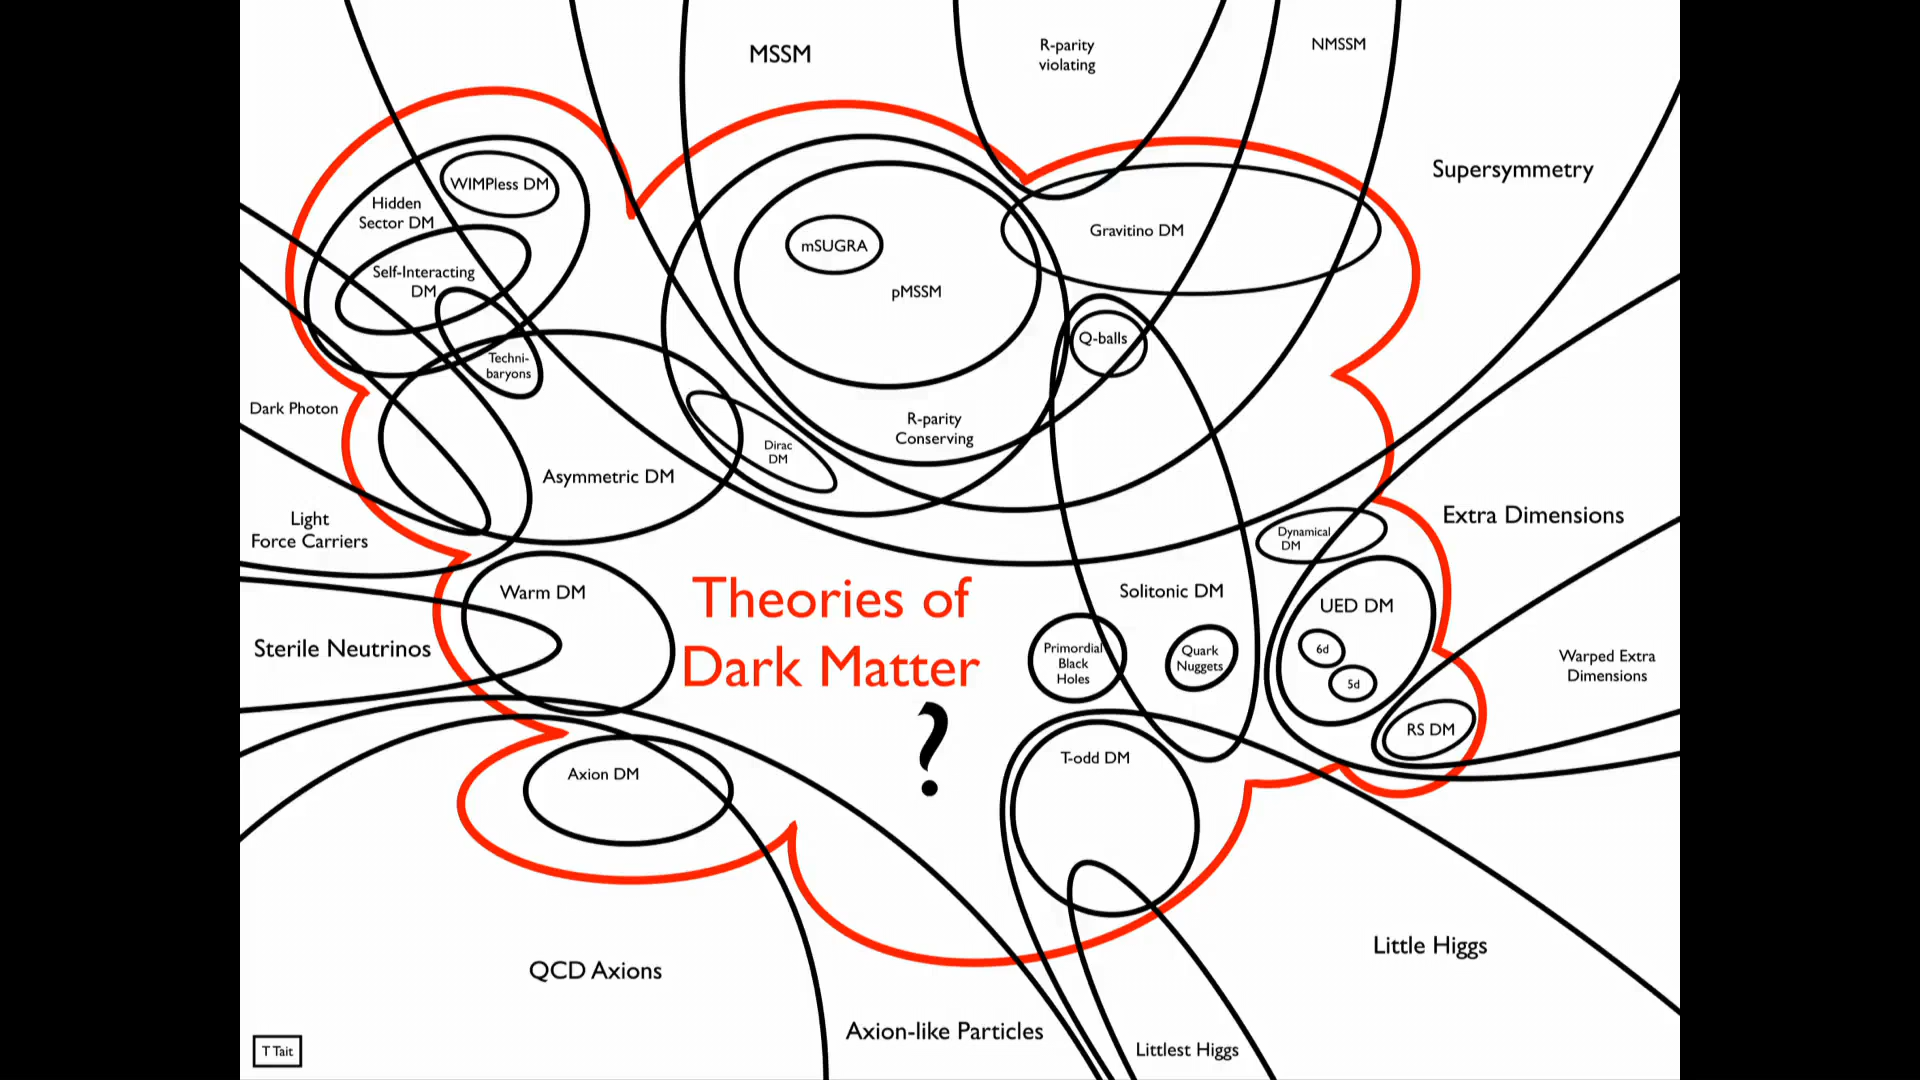 MSSM
R-parity
violating
NMSSM
Supersymmetry
WIMPless DM
Hidden
Sector DM
Self-Interacting
DM
Techni-
baryons
mSUGRA
pMSSM
Gravitino DM
Q-balls
R-parity
Conserving
Dirac
DM
Asymmetric DM
Dark Photon
Light
Force Carriers
Extra Dimensions
Dynamical
DM
Warm DM
Theories of
Dark Matter
?
Solitonic DM
UED DM
6d
5d
Sterile Neutrinos
Primordial
Black
Holes
Quark
Nuggets
Warped Extra
Dimensions
RS DM
Axion DM
T-odd DM
QCD Axions
Axion-like Particles
Littlest Higgs
Little Higgs
T Tait